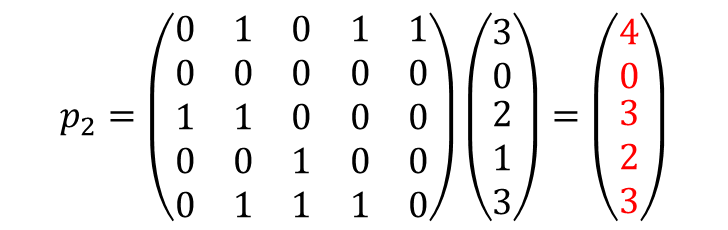 p₂ = ( 0 1 0 1 1 ; 0 0 0 0 0 ; 1 1 0 0 0 ; 0 0 1 0 0 ; 0 1 1 1 0 ) ( 3 ; 0 ; 2 ; 1 ; 3 ) = ( 4 ; 0 ; 3 ; 2 ; 3 )